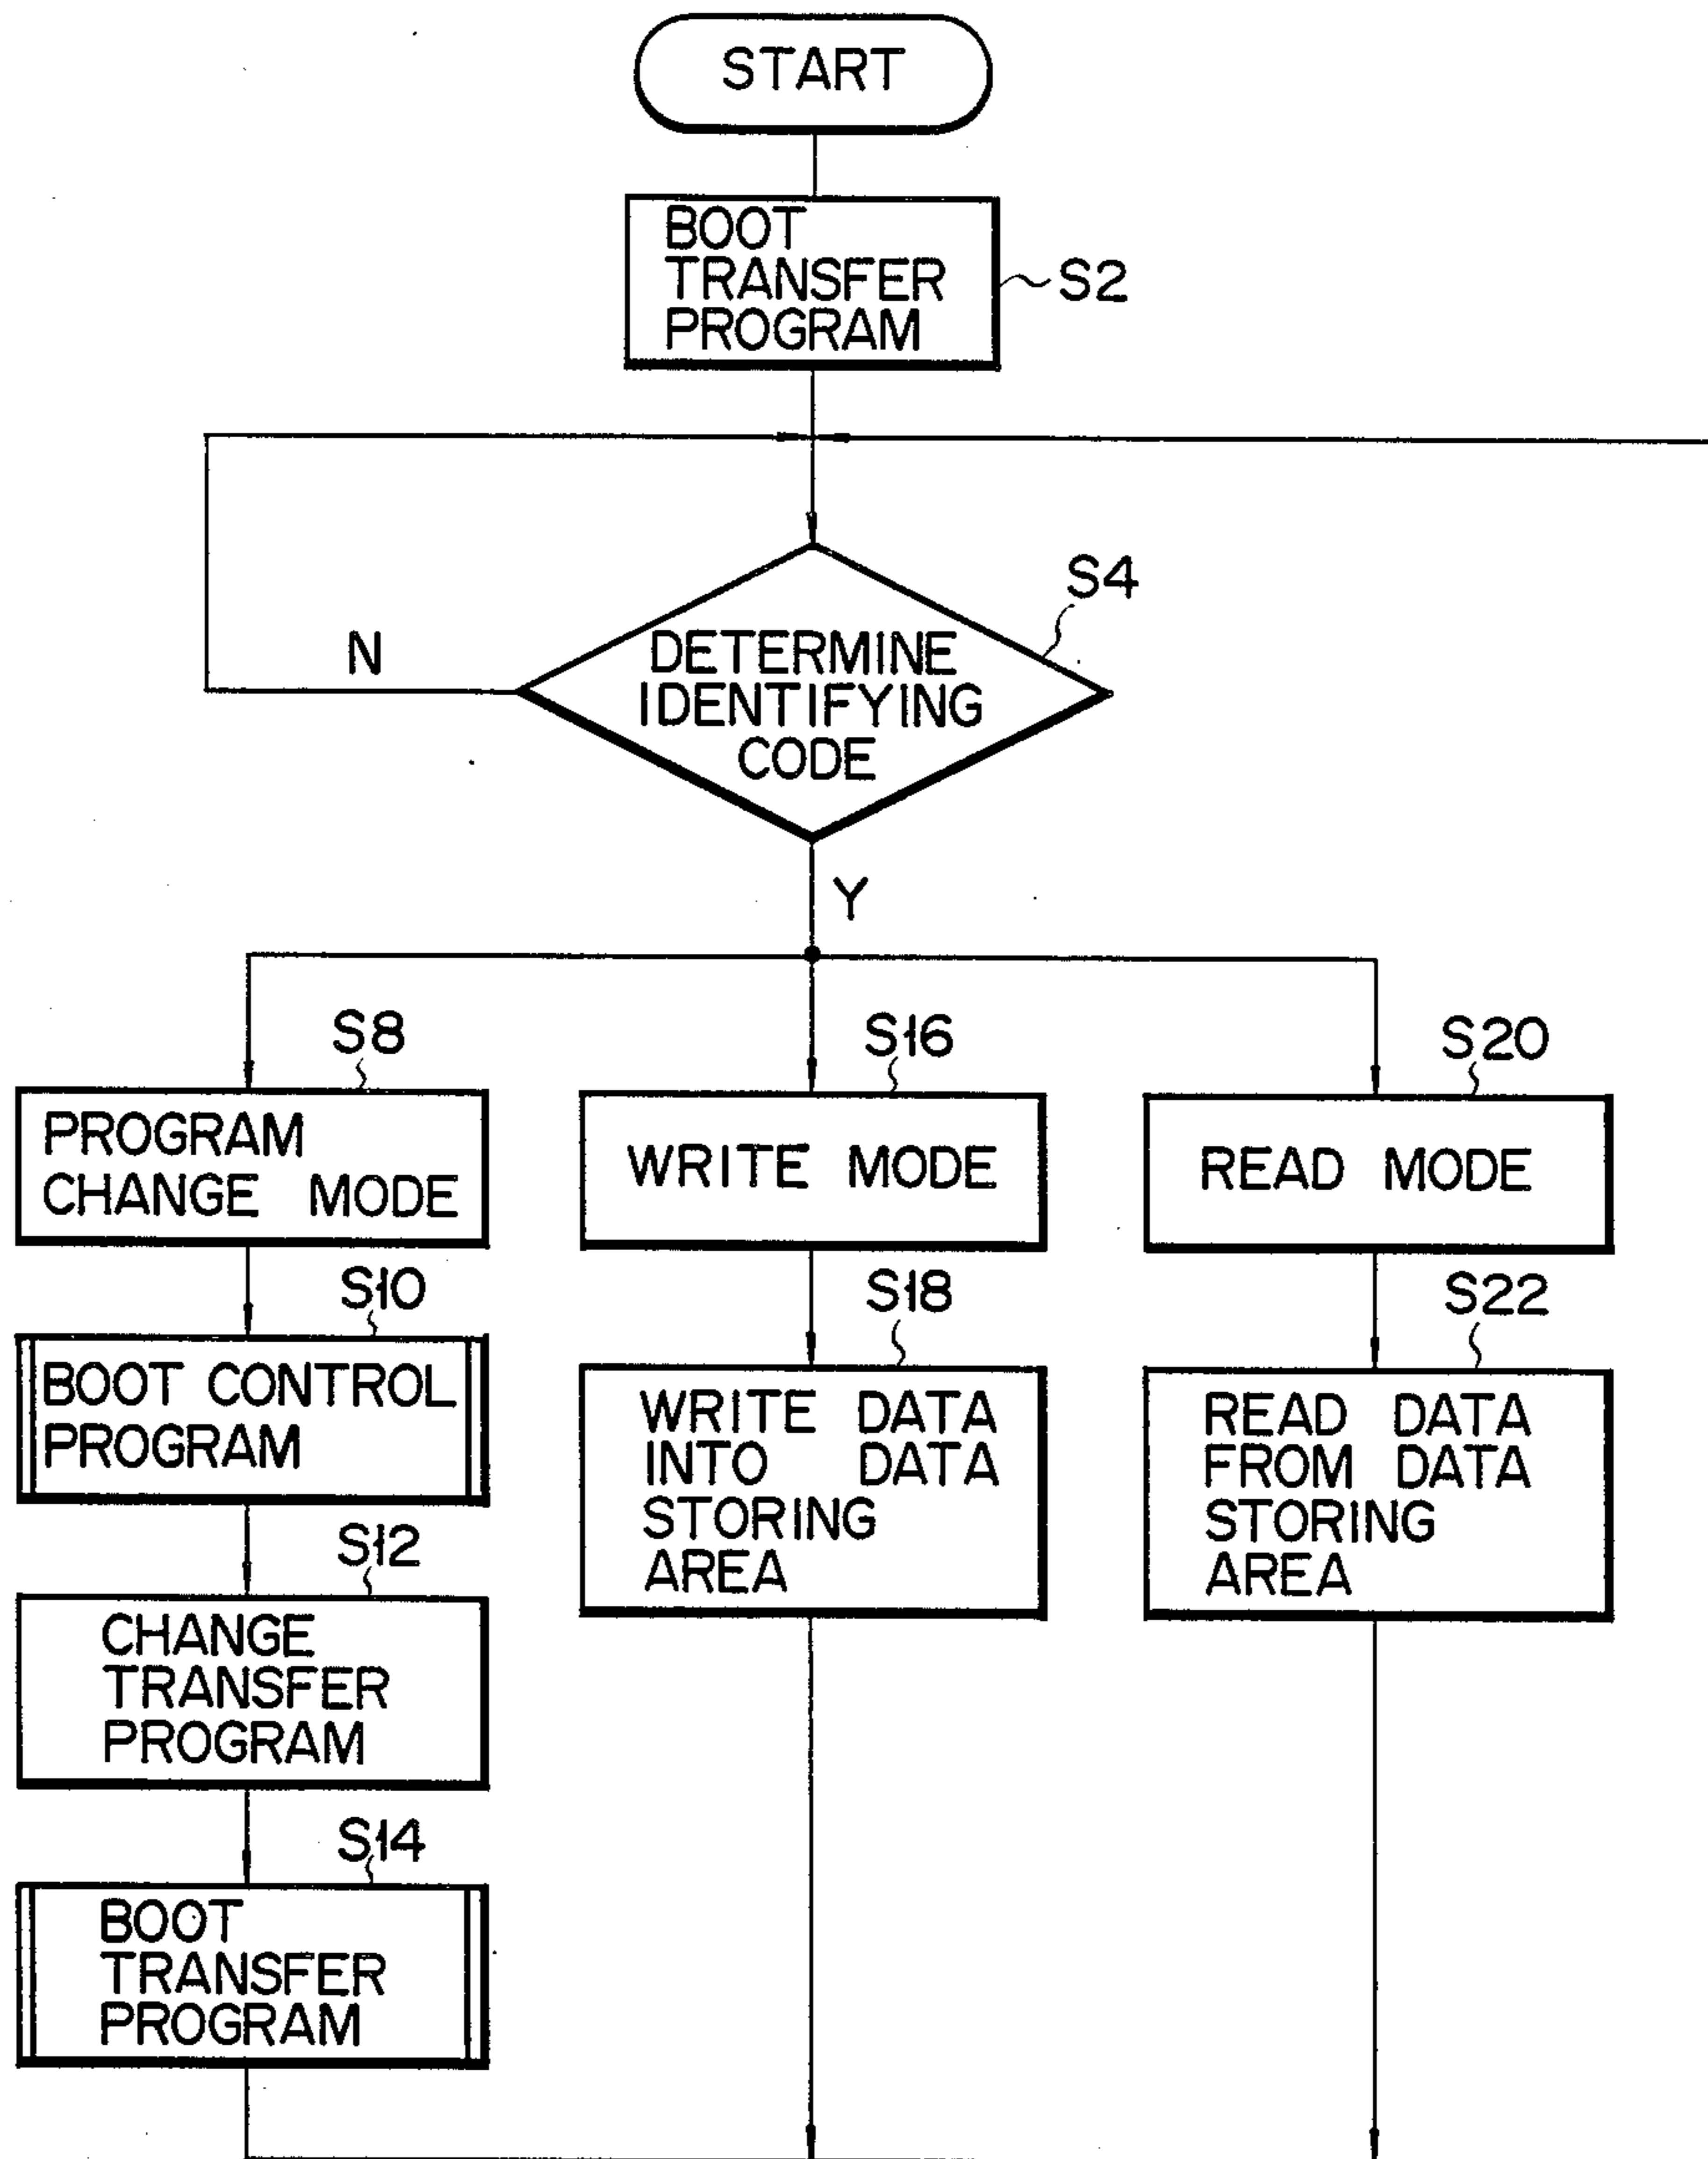 START
BOOT
TRANSFER
PROGRAM
S2
S4
N
DETERMINE
IDENTIFYING
CODE
Y
S8
PROGRAM
CHANGE MODE
S10
BOOT CONTROL
PROGRAM
S12
CHANGE
TRANSFER
PROGRAM
S14
BOOT
TRANSFER
PROGRAM
S16
WRITE MODE
S18
WRITE DATA
INTO DATA
STORING
AREA
S20
READ MODE
S22
READ DATA
FROM DATA
STORING
AREA